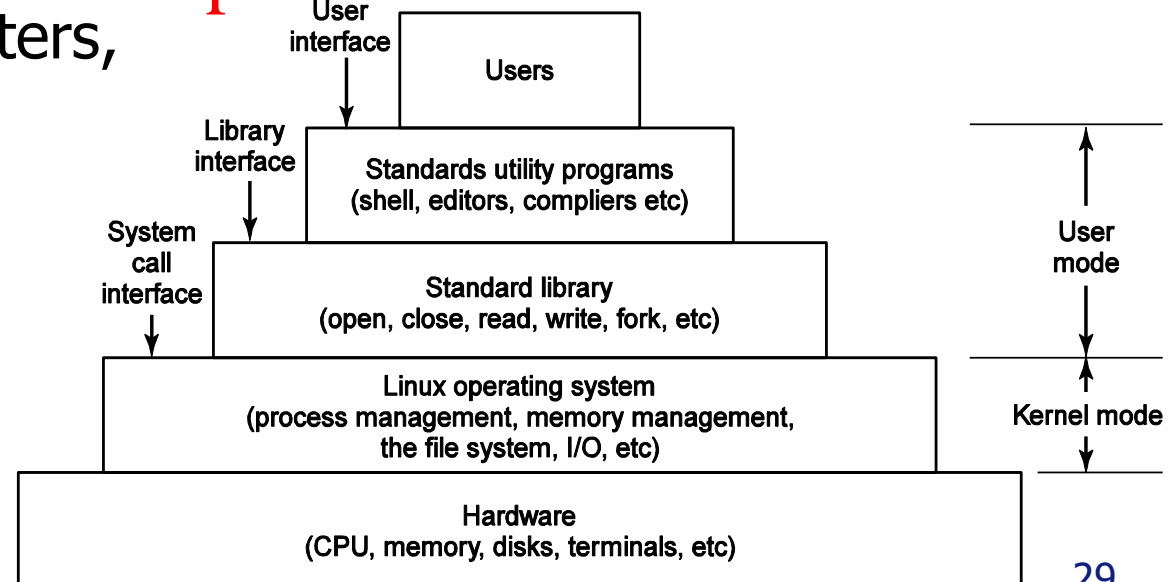 ters,
User
interface
Users
Library
interface
Standards utility programs
(shell, editors, compliers etc)
System
call
interface
Standard library
(open, close, read, write, fork, etc)
User
mode
Linux operating system
(process management, memory management,
the file system, I/O, etc)
Kernel mode
Hardware
(CPU, memory, disks, terminals, etc)
29